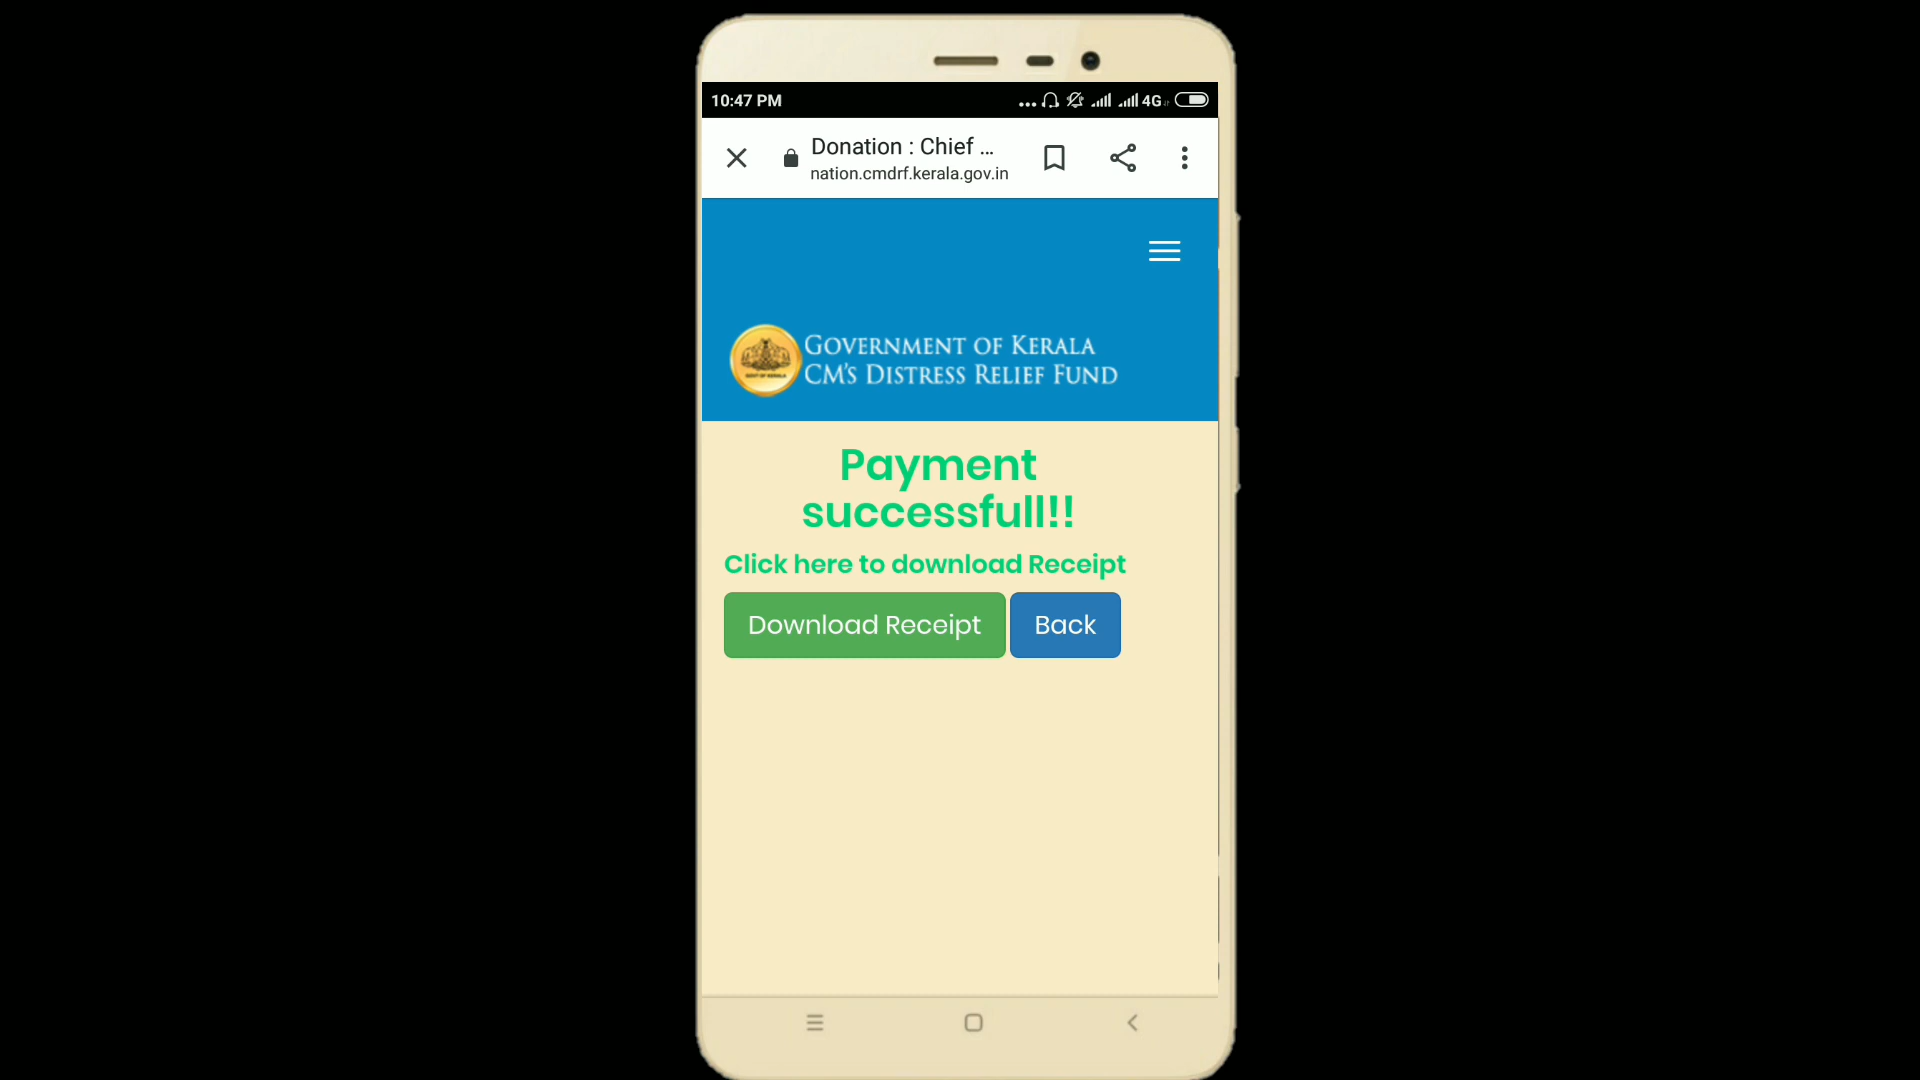 10:47 PM
4G
Donation : Chief ...
nation.cmdrf.kerala.gov.in
GOVERNMENT OF KERALA
CM'S DISTRESS RELIEF FUND
Payment
successfull!!
Click here to download Receipt
Download Receipt
Back